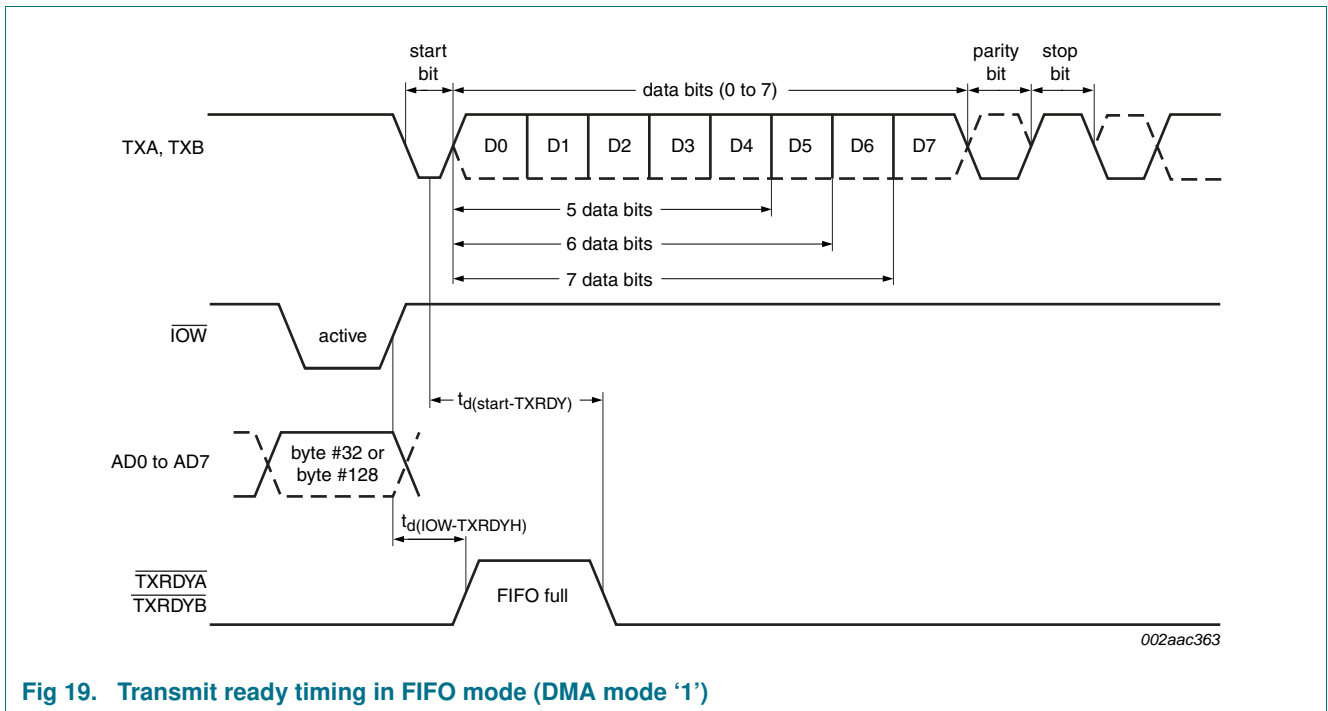 start
bit
data bits (0 to 7)
parity
bit
stop
bit
TXA, TXB
D0 D1 D2 D3 D4 D5 D6 D7
5 data bits
6 data bits
7 data bits
IOW
active
td(start-TXRDY)
AD0 to AD7
byte #32 or
byte #128
td(IOW-TXRDYH)
TXRDYA
TXRDYB
FIFO full
002aac363
Fig 19. Transmit ready timing in FIFO mode (DMA mode ‘1’)